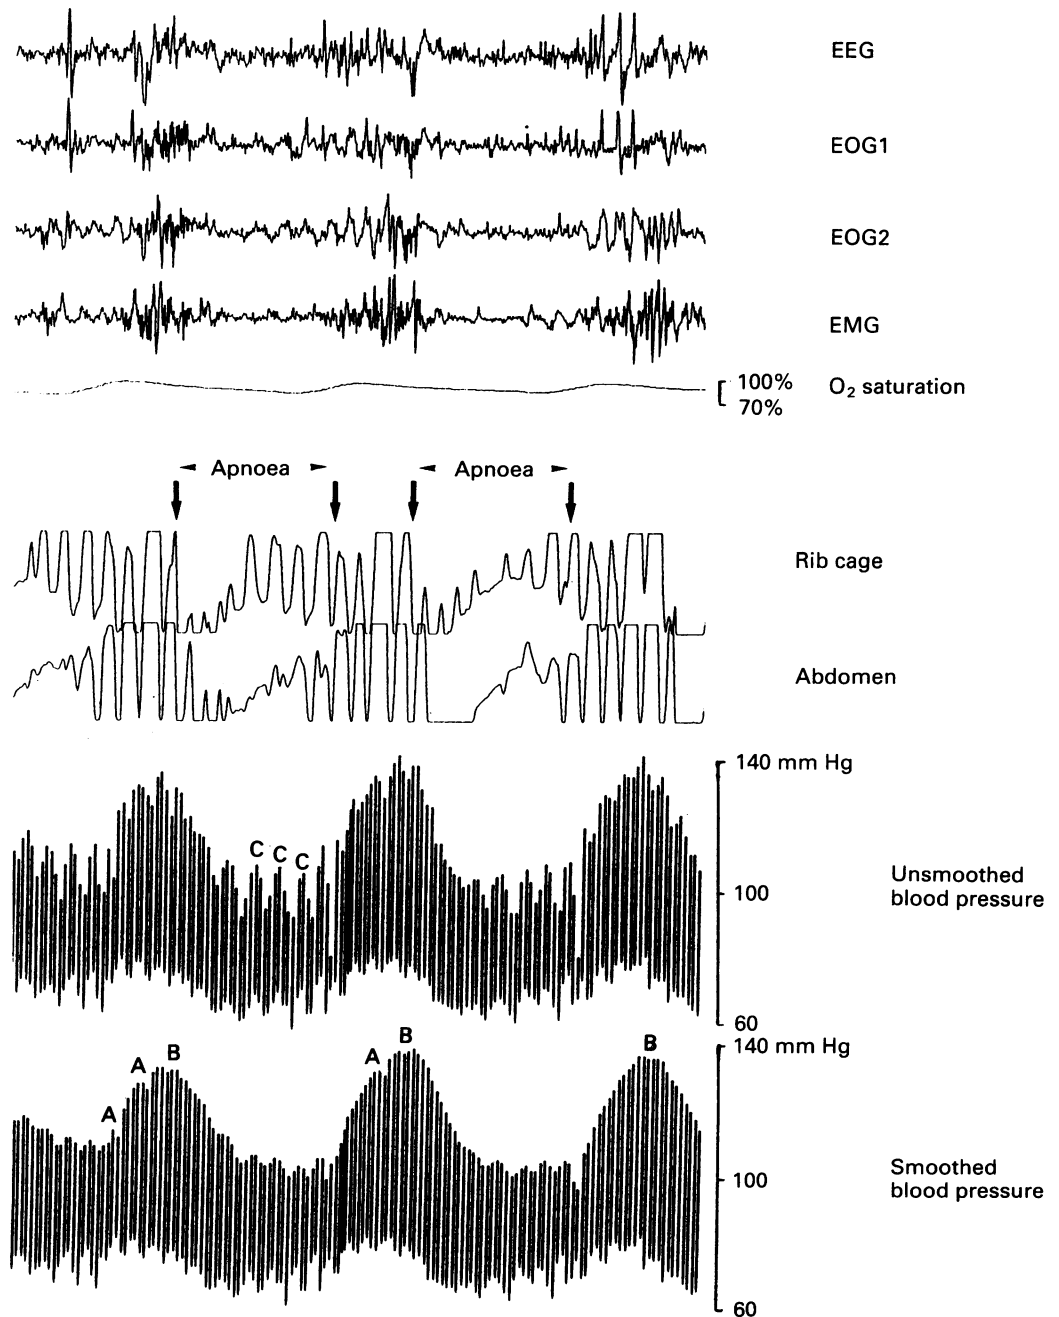 EEG
EOG1
EOG2
EMG
100%
70%
O₂ saturation
Apnoea
Apnoea
Rib cage
Abdomen
140 mm Hg
C C C
100
Unsmoothed
blood pressure
60
140 mm Hg
A B A B B
A
100
Smoothed
blood pressure
60